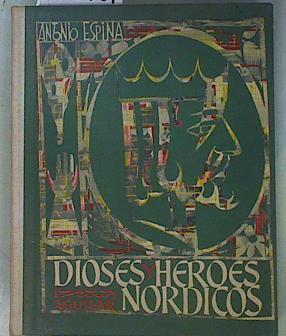 ANTONIO ESPINA
DIOSES Y HEROES
AGUILAR NORDICOS